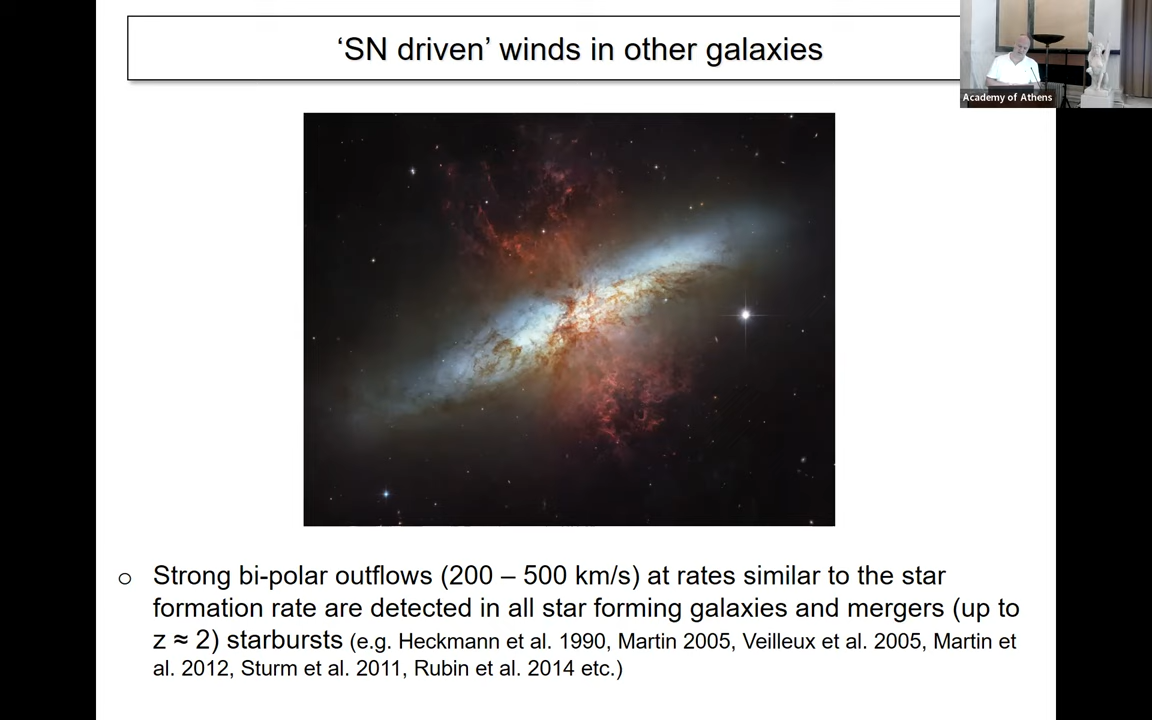 ‘SN driven’ winds in other galaxies
Academy of Athens
o Strong bi-polar outflows (200 – 500 km/s) at rates similar to the star
formation rate are detected in all star forming galaxies and mergers (up to
z ≈ 2) starbursts (e.g. Heckmann et al. 1990, Martin 2005, Veilleux et al. 2005, Martin et
al. 2012, Sturm et al. 2011, Rubin et al. 2014 etc.)